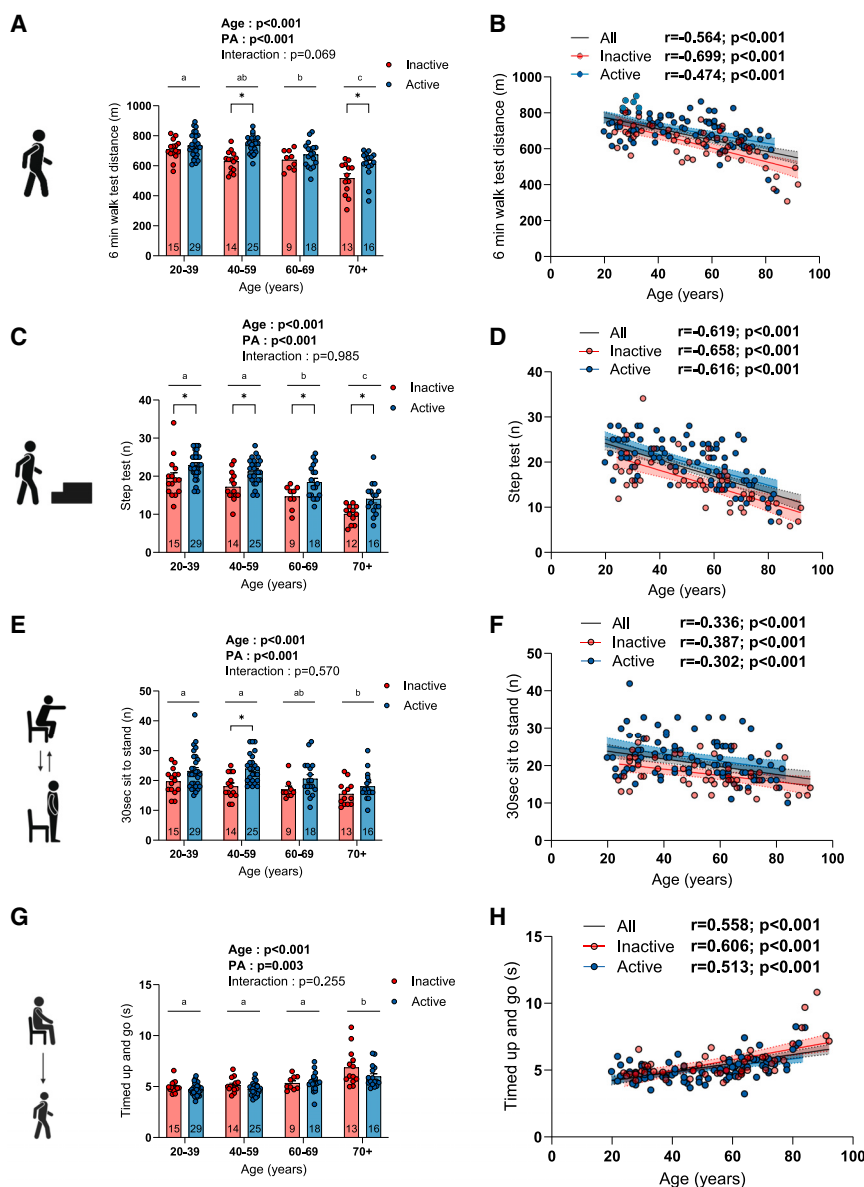 A
Age : p<0.001
PA : p<0.001
Interaction : p=0.069
Inactive
Active
a
ab
b
c
*
*
6 min walk test distance (m)
1000
800
600
400
200
0
15
29
14
25
9
18
13
16
20-39
40-59
60-69
70+
Age (years)
B
All r=-0.564; p<0.001
Inactive r=-0.699; p<0.001
Active r=-0.474; p<0.001
6 min walk test distance (m)
1000
800
600
400
200
0
0
20
40
60
80
100
Age (years)
C
Age : p<0.001
PA : p<0.001
Interaction : p=0.985
Inactive
Active
a
a
b
c
*
*
*
*
Step test (n)
40
30
20
10
0
15
29
14
25
9
18
12
16
20-39
40-59
60-69
70+
Age (years)
D
All r=-0.619; p<0.001
Inactive r=-0.658; p<0.001
Active r=-0.616; p<0.001
Step test (n)
40
30
20
10
0
0
20
40
60
80
100
Age (years)
E
Age : p<0.001
PA : p<0.001
Interaction : p=0.570
Inactive
Active
a
a
ab
b
*
30sec sit to stand (n)
50
40
30
20
10
0
15
29
14
25
9
18
13
16
20-39
40-59
60-69
70+
Age (years)
F
All r=-0.336; p<0.001
Inactive r=-0.387; p<0.001
Active r=-0.302; p<0.001
30sec sit to stand (n)
50
40
30
20
10
0
0
20
40
60
80
100
Age (years)
G
Age : p<0.001
PA : p=0.003
Interaction : p=0.255
Inactive
Active
a
a
a
b
Timed up and go (s)
15
10
5
0
15
29
14
25
9
18
13
16
20-39
40-59
60-69
70+
Age (years)
H
All r=0.558; p<0.001
Inactive r=0.606; p<0.001
Active r=0.513; p<0.001
Timed up and go (s)
15
10
5
0
0
20
40
60
80
100
Age (years)